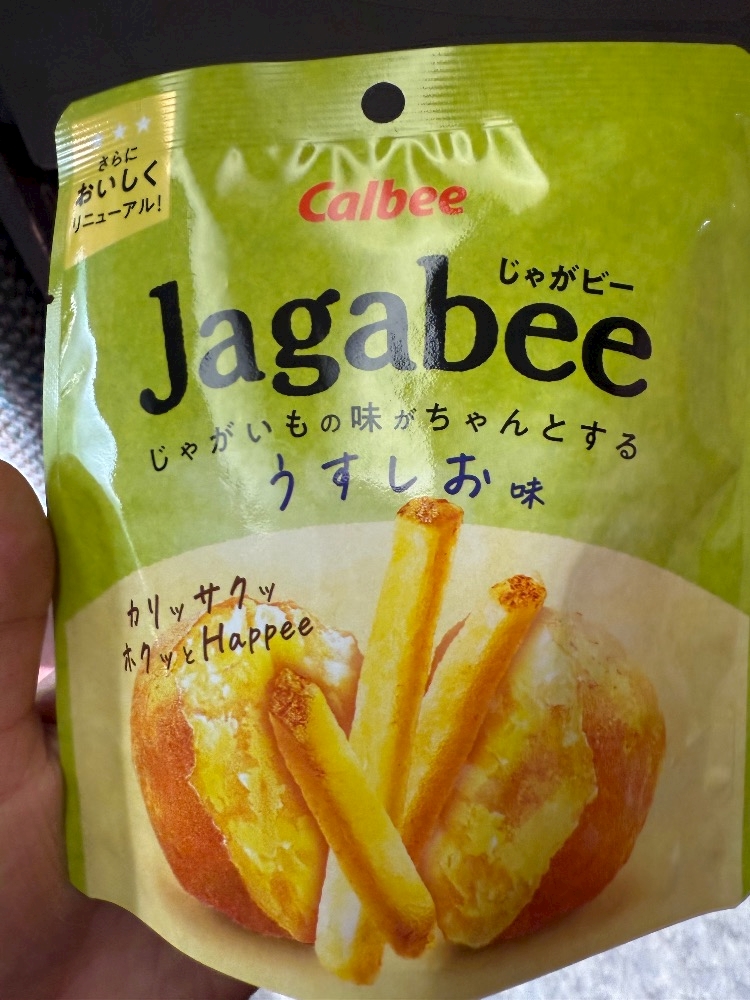 さらに
おいしく
リニューアル!
Calbee
じゃがビー
Jagabee
じゃがいもの味がちゃんとする
うすしお味
カリッサクッ
ホクッとHappee